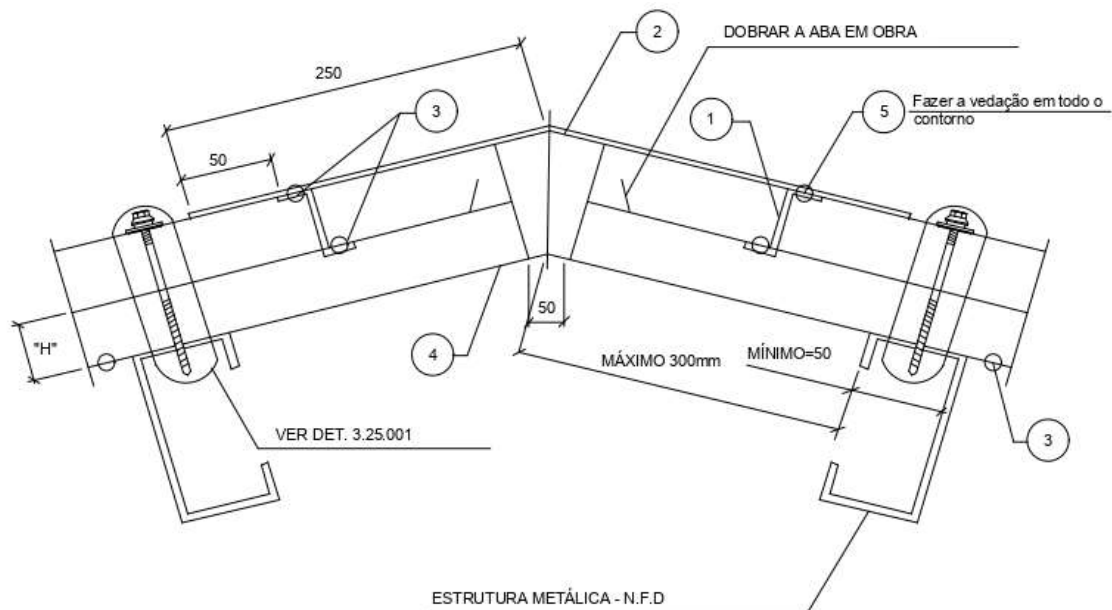 2
DOBRAR A ABA EM OBRA
250
3
5
Fazer a vedação em todo o
contorno
1
50
"H"
50
4
MÁXIMO 300mm
MÍNIMO=50
VER DET. 3.25.001
3
ESTRUTURA METÁLICA - N.F.D